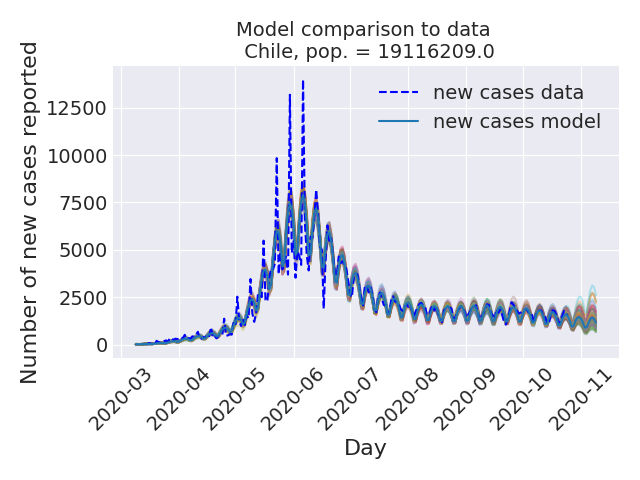 Model comparison to data
Chile, pop. = 19116209.0
Number of new cases reported
12500
10000
7500
5000
2500
0
new cases data
new cases model
2020-03
2020-04
2020-05
2020-06
2020-07
2020-08
2020-09
2020-10
2020-11
Day